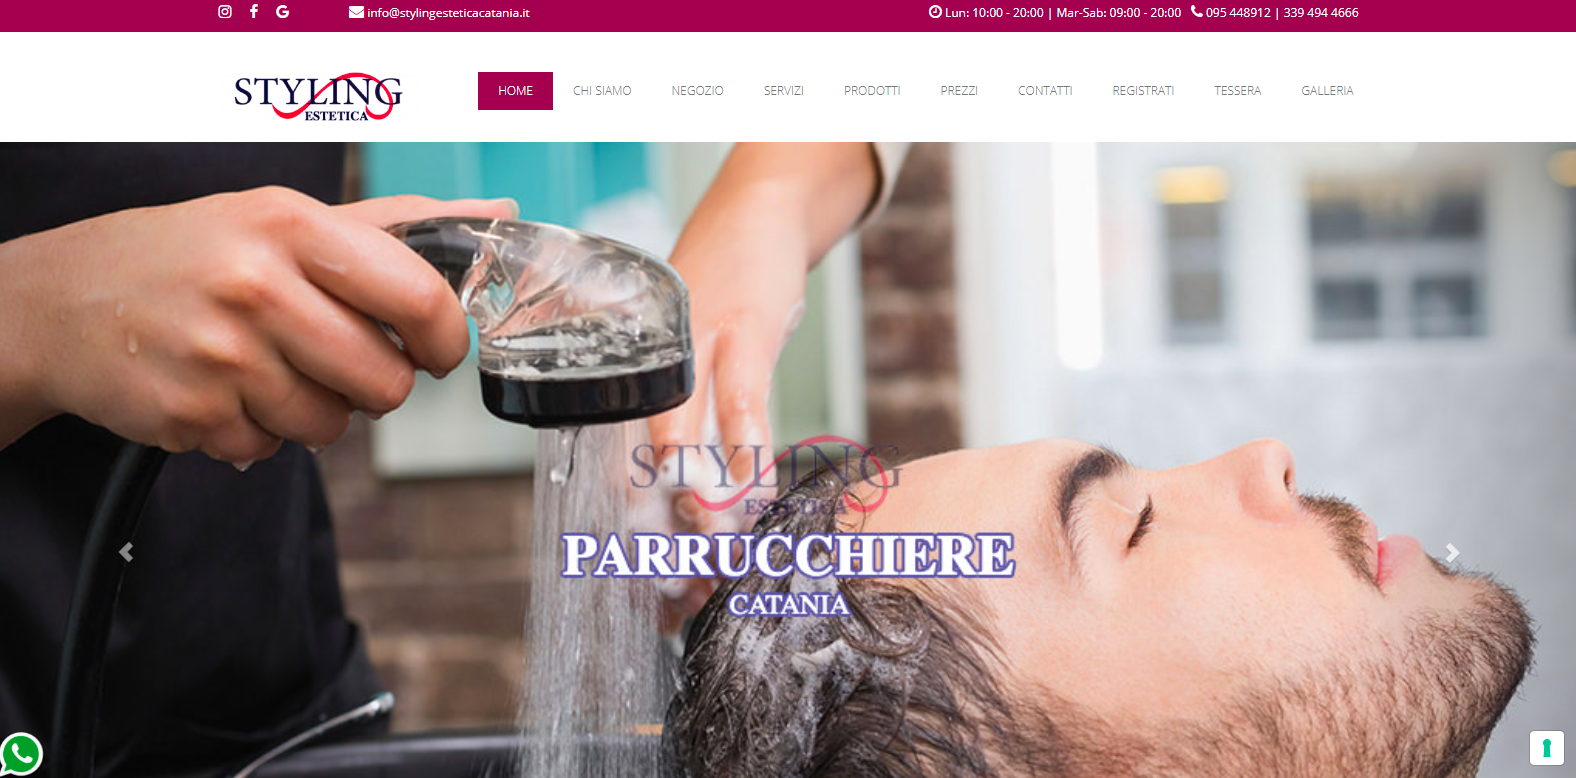 info@stylingesteticacatania.it
Lun: 10:00 - 20:00 | Mar-Sab: 09:00 - 20:00 095 448912 | 339 494 4666
STYLING
ESTETICA
HOME CHI SIAMO NEGOZIO SERVIZI PRODOTTI PREZZI CONTATTI REGISTRATI TESSERA GALLERIA
STYLING
ESTETICA
PARRUCCHIERE
CATANIA